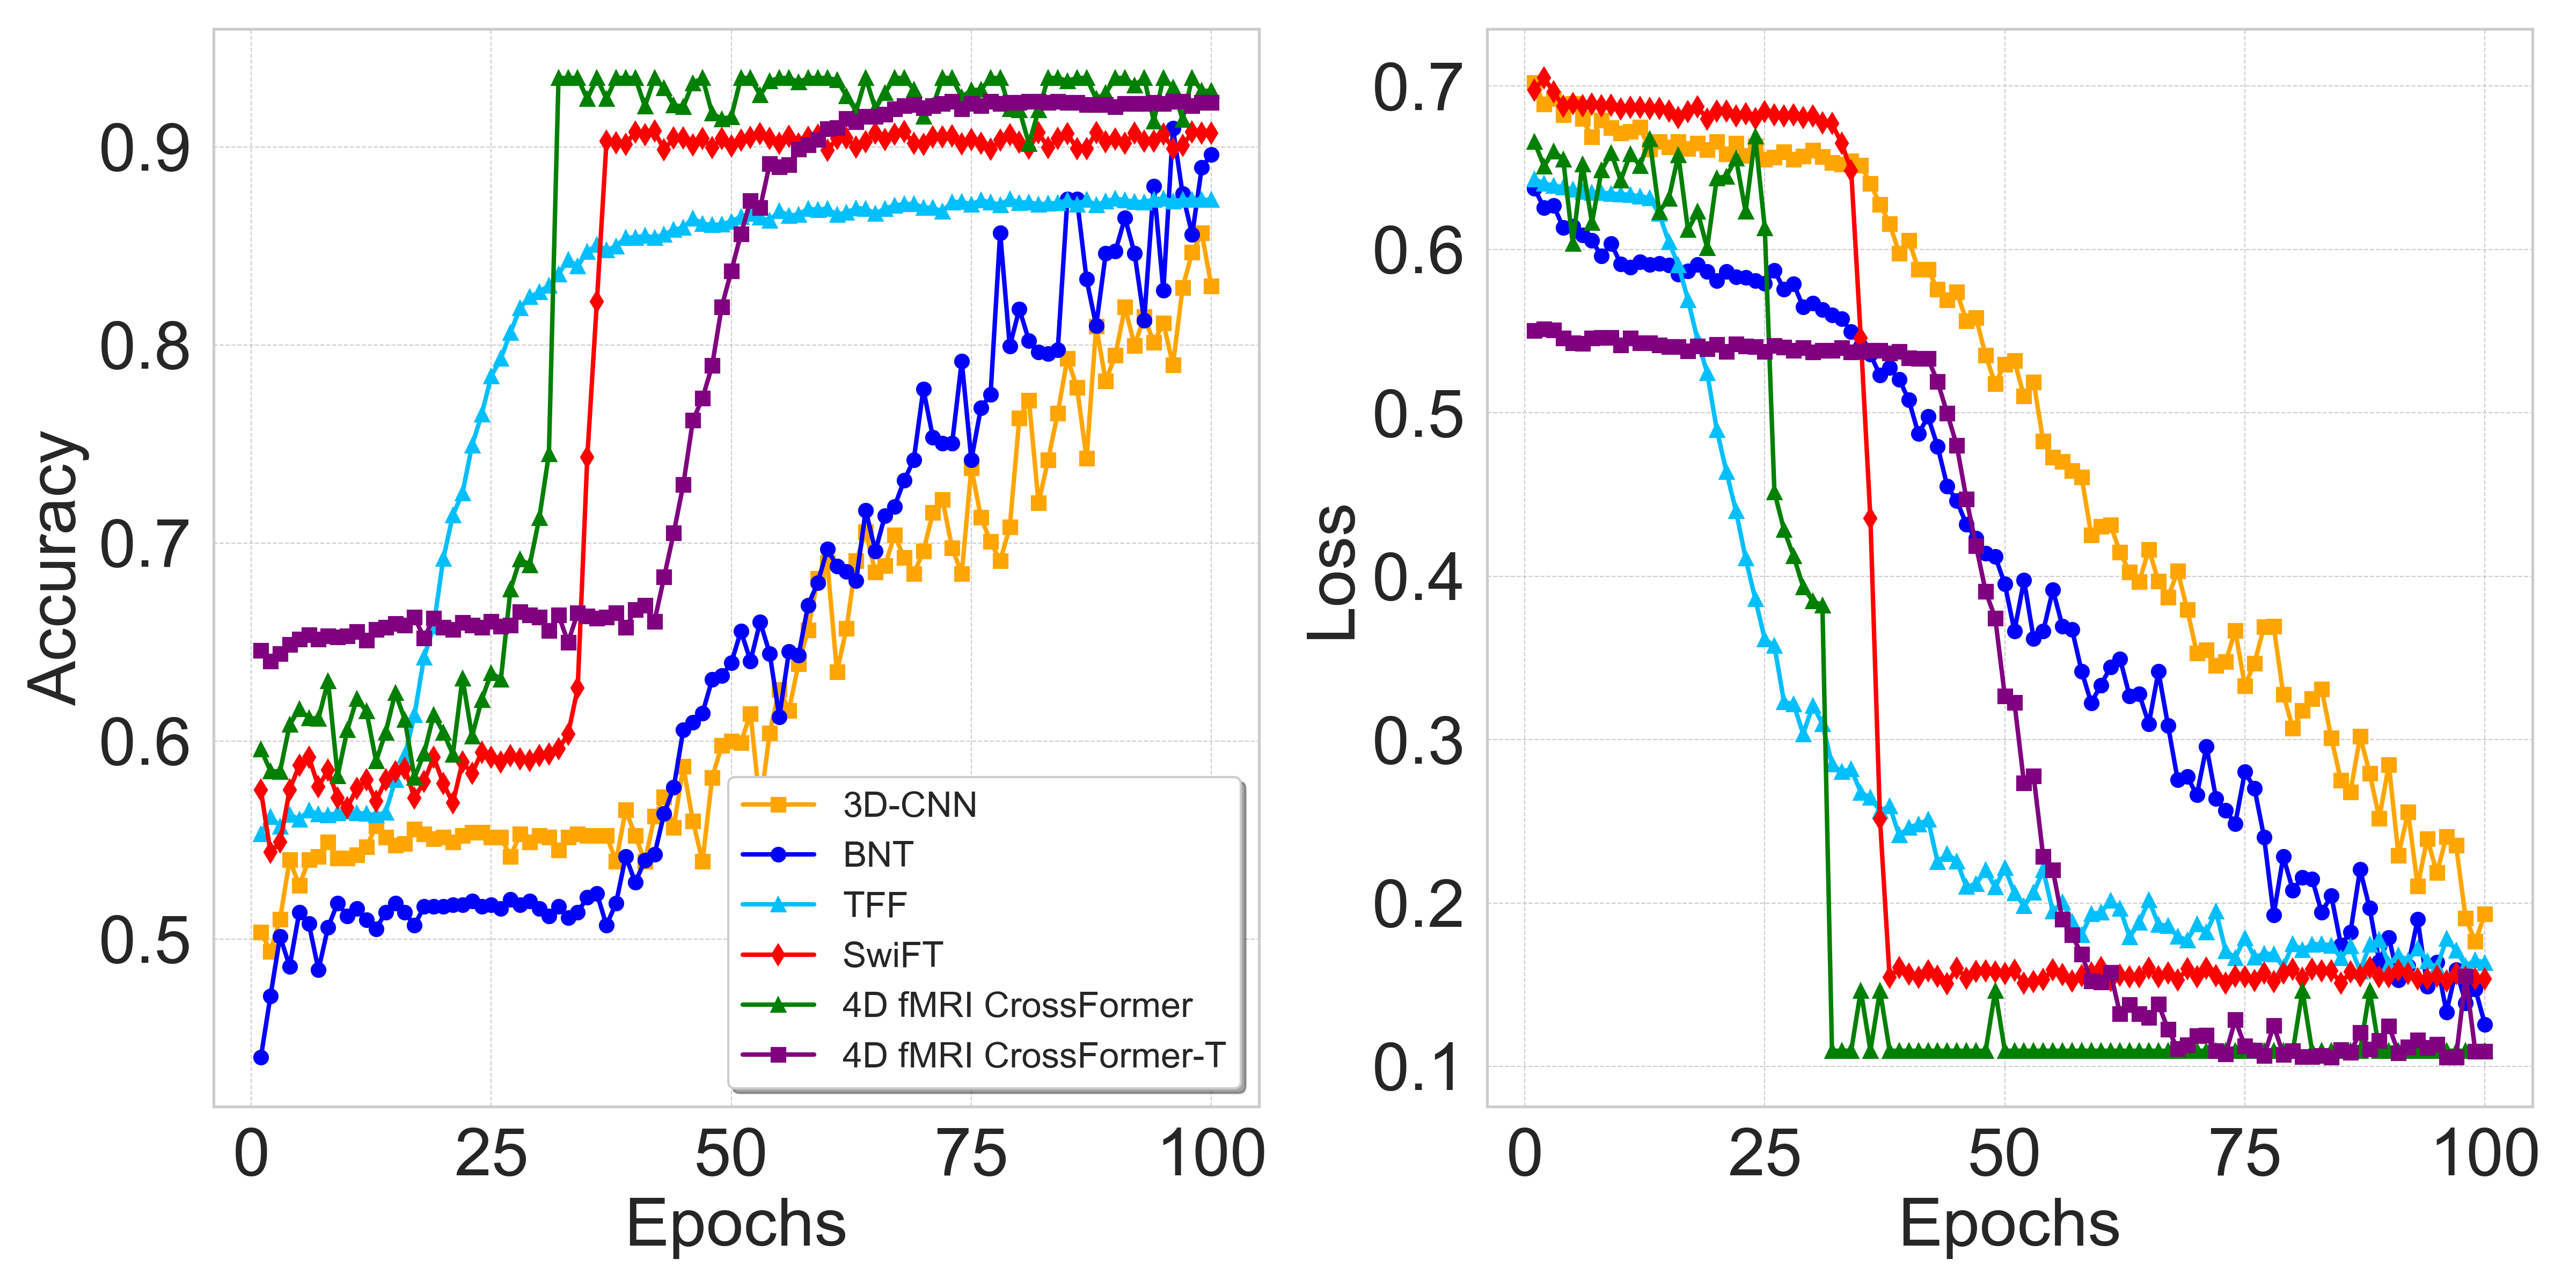 Accuracy
0.9
0.8
0.7
0.6
0.5
0
25
50
75
100
Epochs
3D-CNN
BNT
TFF
SwiFT
4D fMRI CrossFormer
4D fMRI CrossFormer-T
Loss
0.7
0.6
0.5
0.4
0.3
0.2
0.1
0
25
50
75
100
Epochs